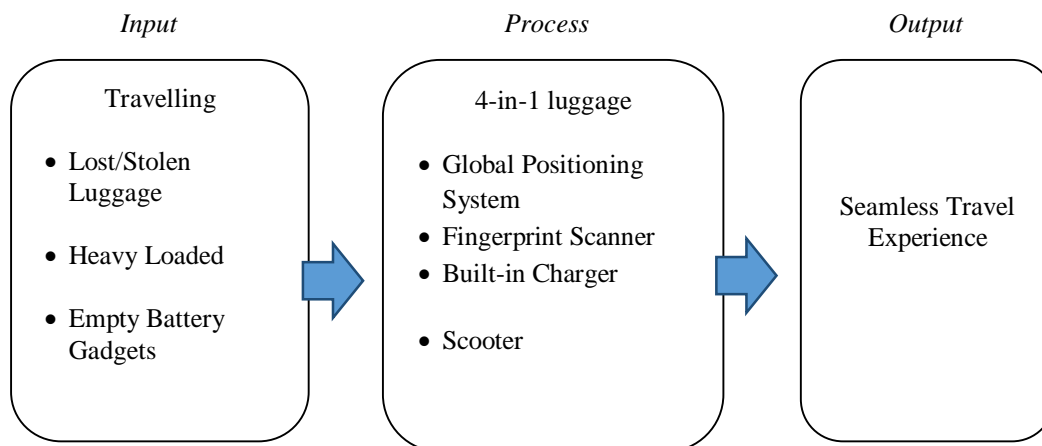 Input
Process
Output
Travelling
• Lost/Stolen
Luggage
• Heavy Loaded
• Empty Battery
Gadgets
4-in-1 luggage
• Global Positioning
System
• Fingerprint Scanner
• Built-in Charger
• Scooter
Seamless Travel
Experience